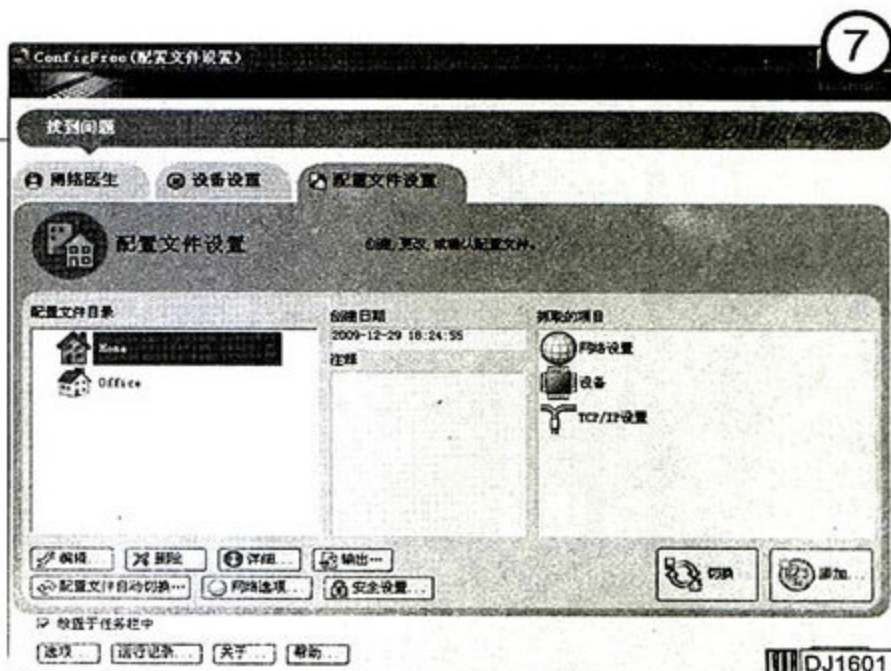 7
ConfigFree(配置文件设置)
TOSHIBA
找到问题
ConfigFree
网络医生
设备设置
配置文件设置
配置文件设置
创建, 更改, 或确认配置文件。
配置文件目录
创建日期
抓取的项目
Home
Office
2009-12-29 18:24:55
注释
网络设置
设备
TCP/IP设置
编辑...
删除
详细...
输出...
切换
添加...
配置文件自动切换...
网络选项...
安全设置...
放置于任务栏中
选项...
运行记录...
关于...
帮助...
DJ1604